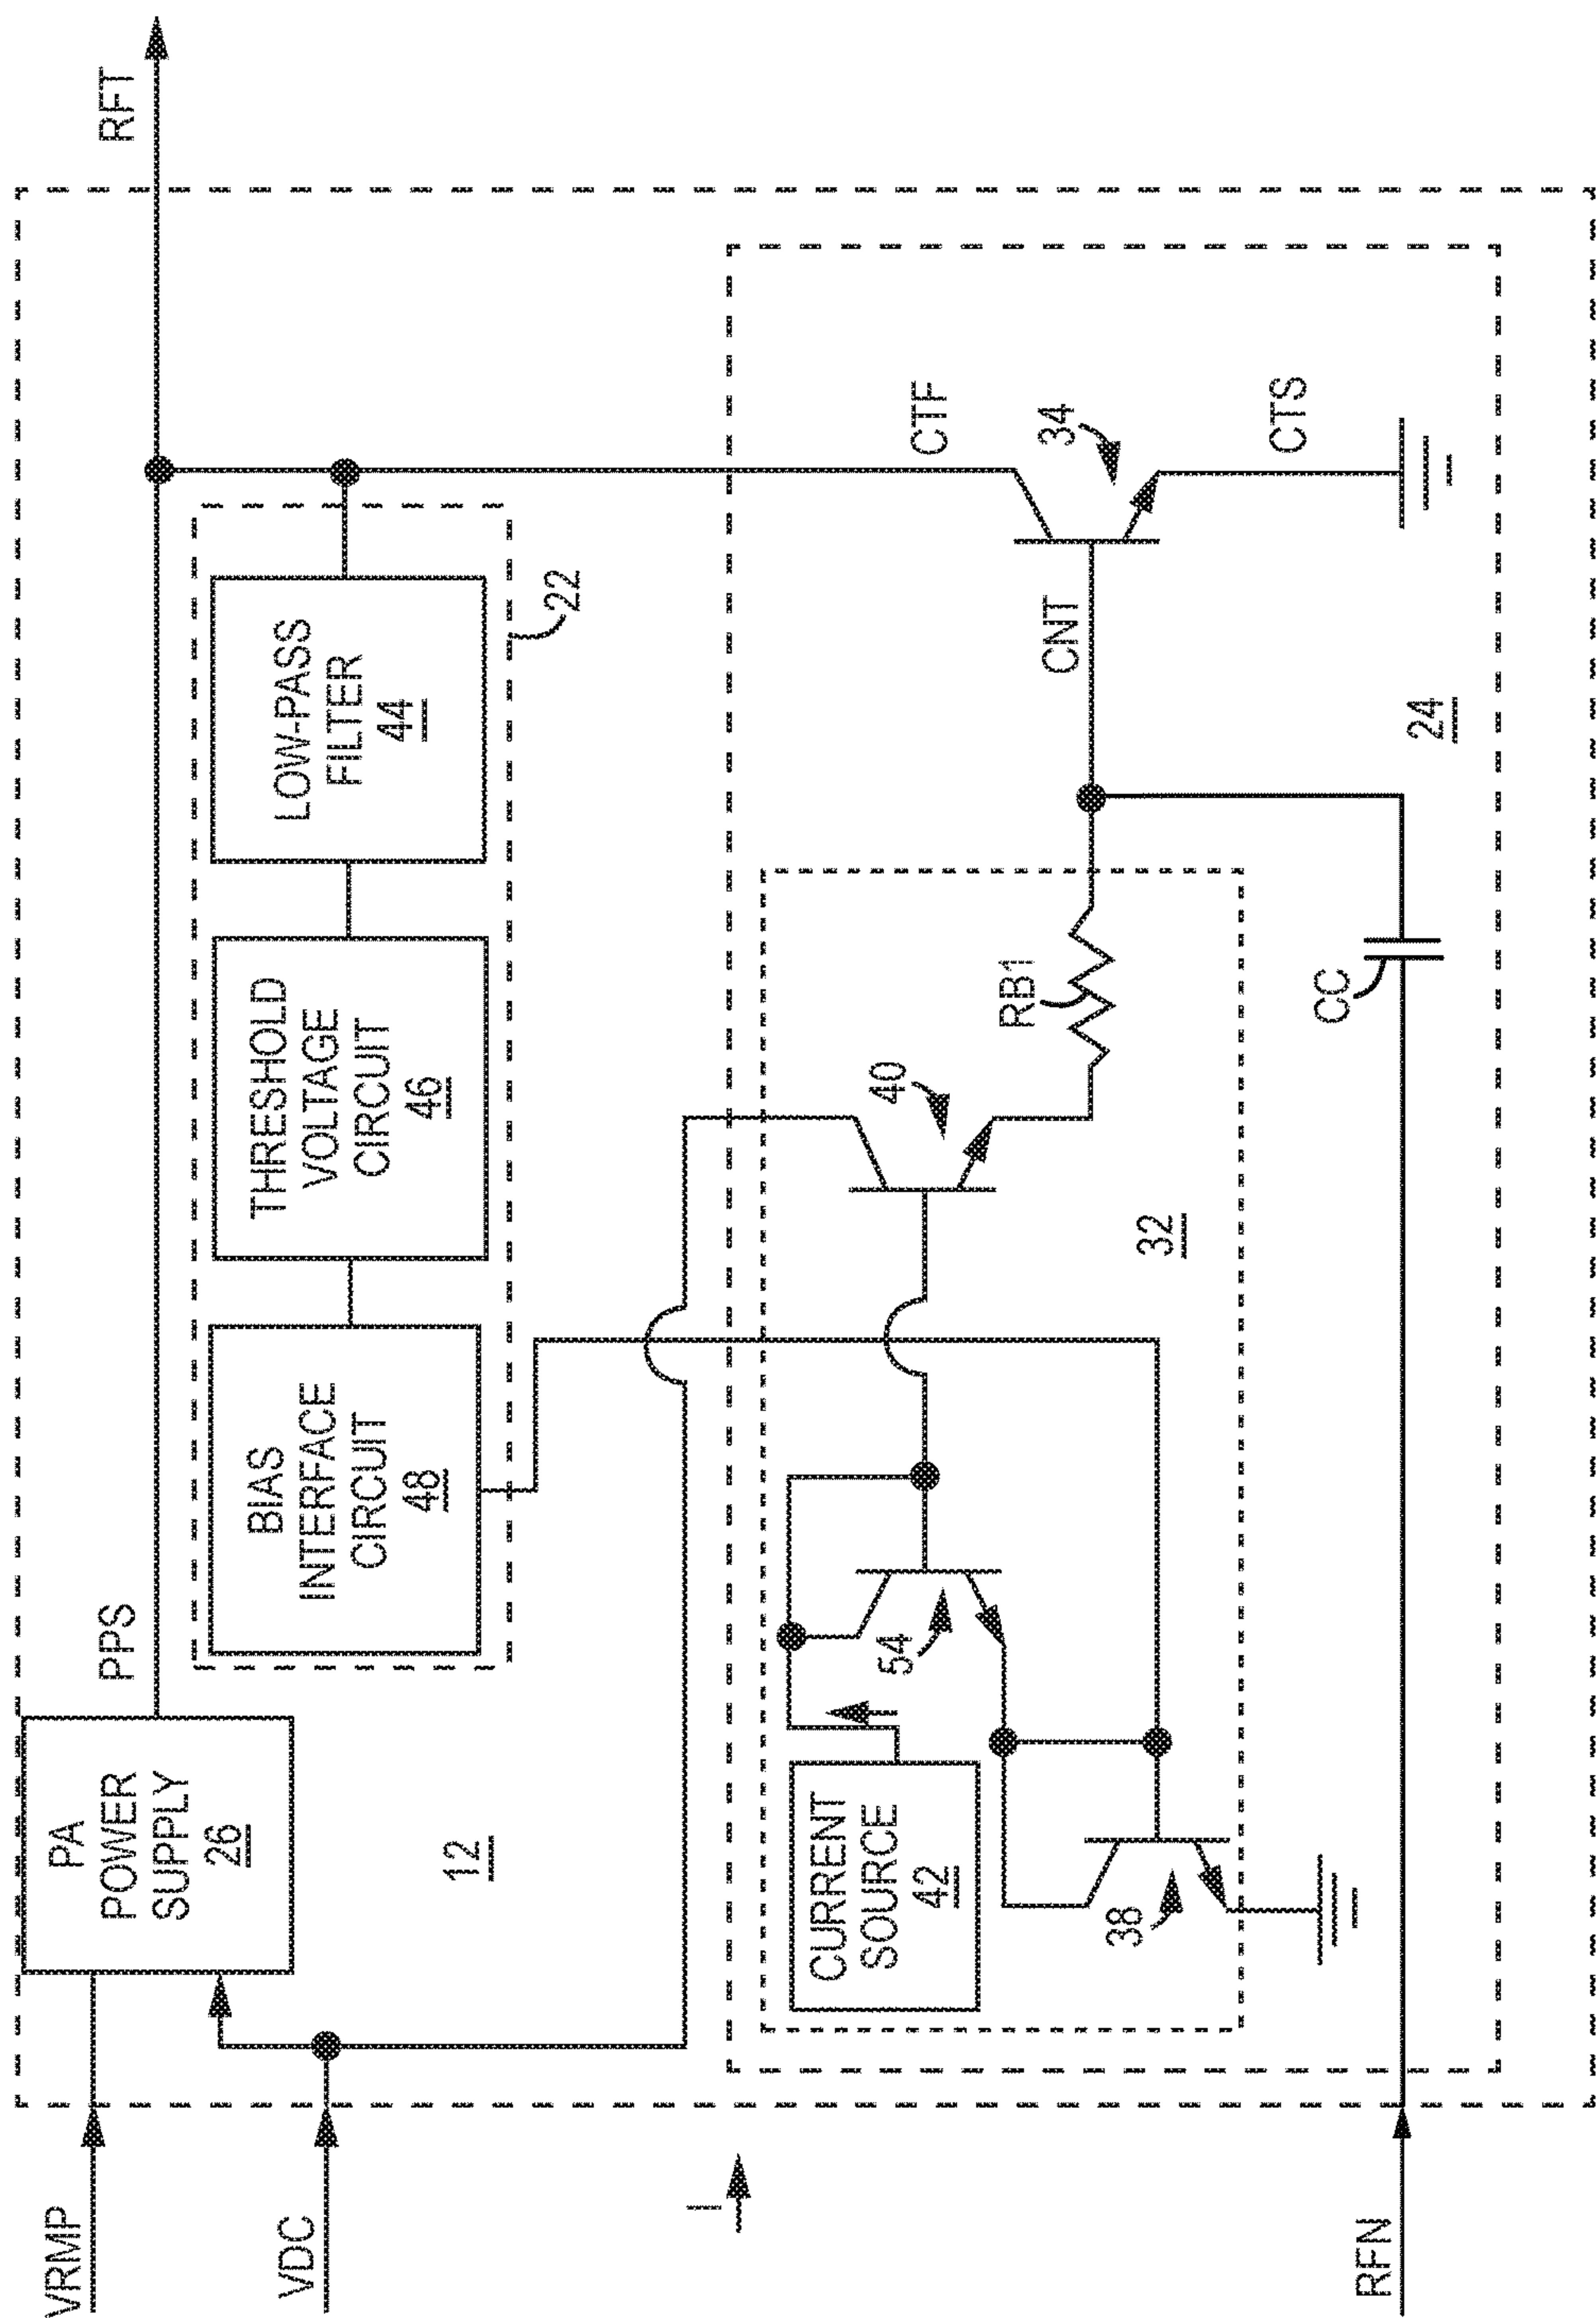 VRMP
VDC
PA
POWER
SUPPLY
26
PPS
RFT
12
BIAS
INTERFACE
CIRCUIT
48
THRESHOLD
VOLTAGE
CIRCUIT
46
LOW-PASS
FILTER
44
22
I
CURRENT
SOURCE
42
54
38
40
32
RB1
CNT
CTF
34
CTS
24
CC
RFN